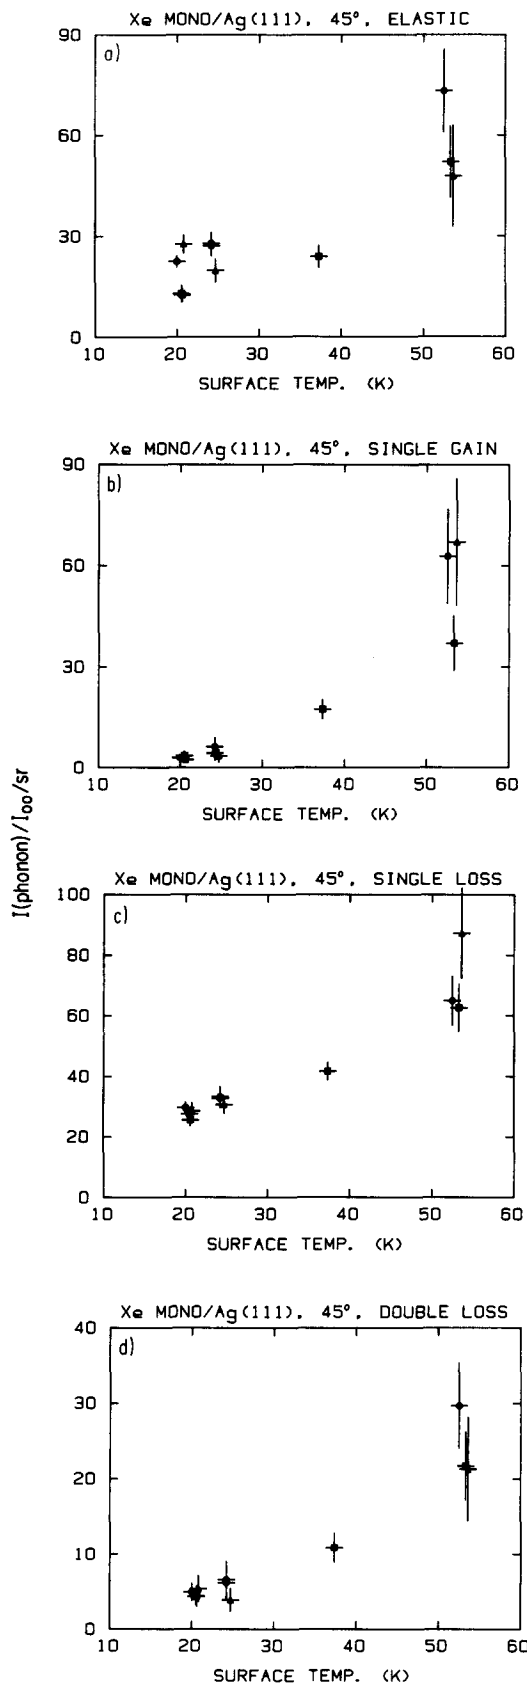 Xe MONO/Ag(111), 45°, ELASTIC
a)
90
60
30
0
10 20 30 40 50 60
SURFACE TEMP. (K)
Xe MONO/Ag(111), 45°, SINGLE GAIN
b)
90
60
30
0
10 20 30 40 50 60
SURFACE TEMP. (K)
I(phonon)/I₀₀/sr
Xe MONO/Ag(111), 45°, SINGLE LOSS
c)
100
80
60
40
20
0
10 20 30 40 50 60
SURFACE TEMP. (K)
Xe MONO/Ag(111), 45°, DOUBLE LOSS
d)
40
30
20
10
0
10 20 30 40 50 60
SURFACE TEMP. (K)